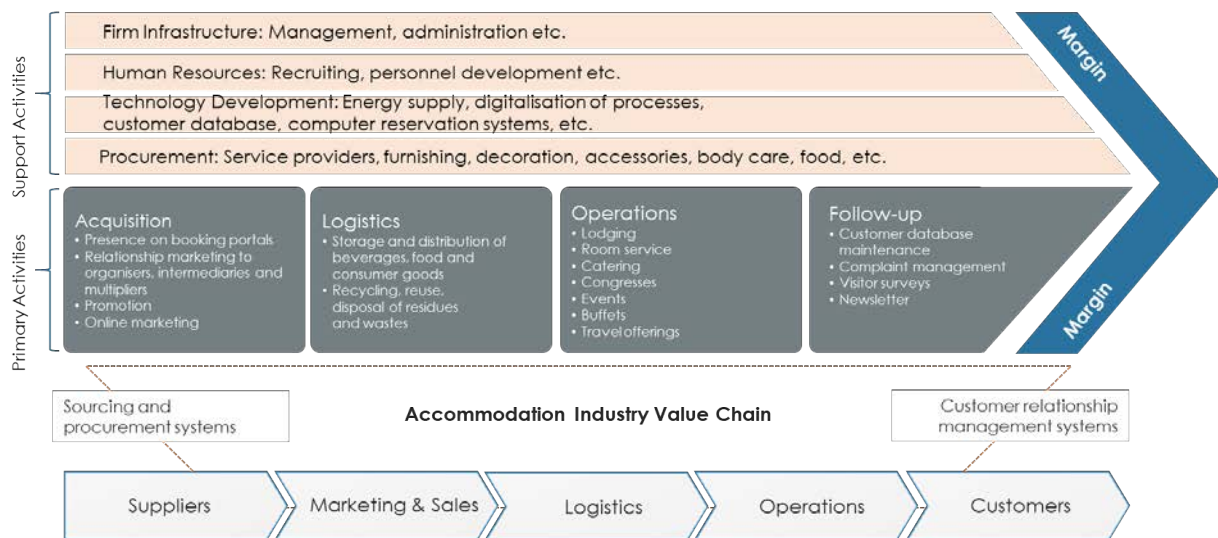 Support Activities
Firm Infrastructure: Management, administration etc.
Human Resources: Recruiting, personnel development etc.
Technology Development: Energy supply, digitalisation of processes,
customer database, computer reservation systems, etc.
Procurement: Service providers, furnishing, decoration, accessories, body care, food, etc.
Margin
Primary Activities
Acquisition
• Presence on booking portals
• Relationship marketing to
organisers, intermediaries and
multipliers
• Promotion
• Online marketing
Logistics
• Storage and distribution of
beverages, food and
consumer goods
• Recycling, reuse,
disposal of residues
and wastes
Operations
• Lodging
• Room service
• Catering
• Congresses
• Events
• Buffets
• Travel offerings
Follow-up
• Customer database
maintenance
• Complaint management
• Visitor surveys
• Newsletter
Margin
Sourcing and
procurement systems
Accommodation Industry Value Chain
Customer relationship
management systems
Suppliers
Marketing & Sales
Logistics
Operations
Customers